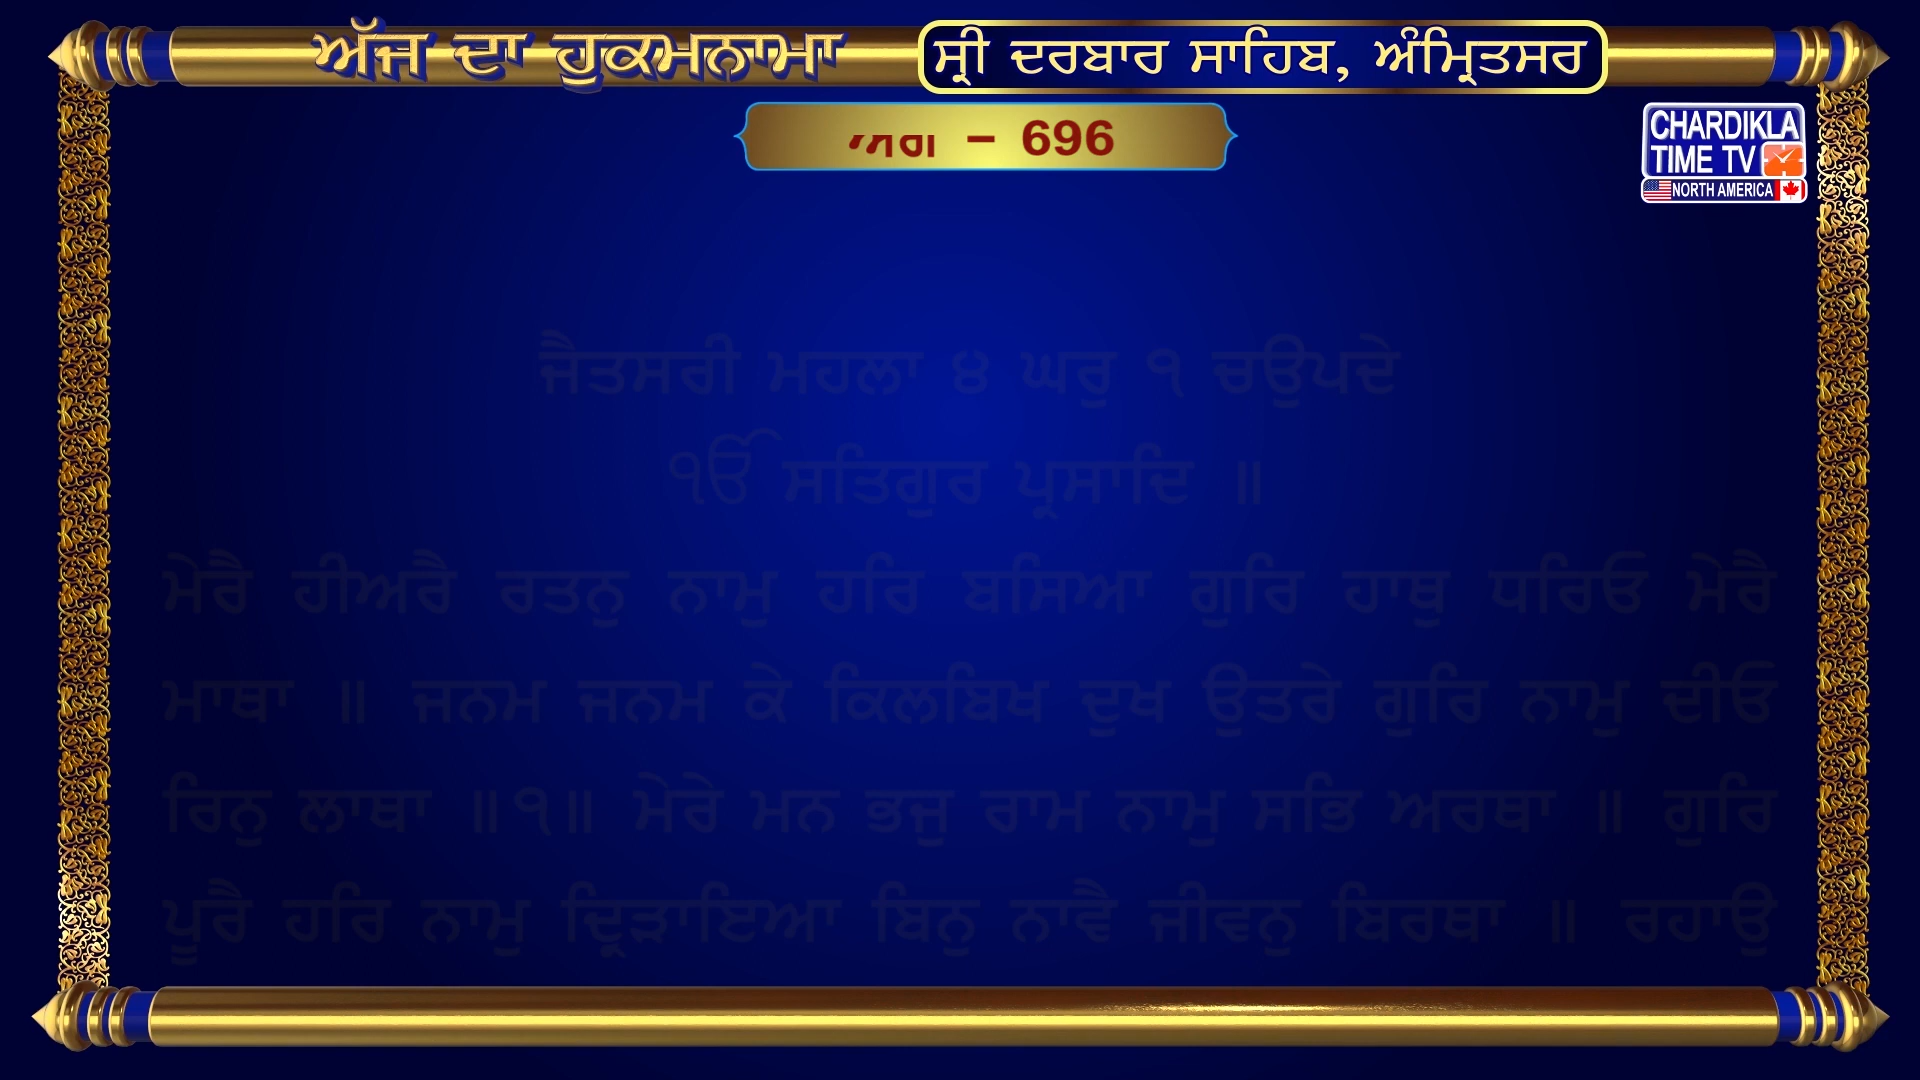 ਅੱਜ ਦਾ ਹੁਕਮਨਾਮਾ
ਸ੍ਰੀ ਦਰਬਾਰ ਸਾਹਿਬ, ਅੰਮ੍ਰਿਤਸਰ
– 696
CHARDIKLA
TIME TV
NORTH AMERICA
ਜੈਤਸਰੀ ਮਹਲਾ ੪ ਘਰੁ ੧ ਚਉਪਦੇ
ੴ ਸਤਿਗੁਰ ਪ੍ਰਸਾਦਿ ॥
ਮੇਰੈ ਹੀਅਰੈ ਰਤਨੁ ਨਾਮੁ ਹਰਿ ਬਸਿਆ ਗੁਰਿ ਹਾਥੁ ਧਰਿਓ ਮੇਰੈ
ਮਾਥਾ ॥ ਜਨਮ ਜਨਮ ਕੇ ਕਿਲਬਿਖ ਦੁਖ ਉਤਰੇ ਗੁਰਿ ਨਾਮੁ ਦੀਓ
ਰਿਨੁ ਲਾਥਾ ॥੧॥ ਮੇਰੇ ਮਨ ਭਜੁ ਰਾਮ ਨਾਮੁ ਸਭਿ ਅਰਥਾ ॥ ਗੁਰਿ
ਪੂਰੈ ਹਰਿ ਨਾਮੁ ਦ੍ਰਿੜਾਇਆ ਬਿਨੁ ਨਾਵੈ ਜੀਵਨੁ ਬਿਰਥਾ ॥ ਰਹਾਉ